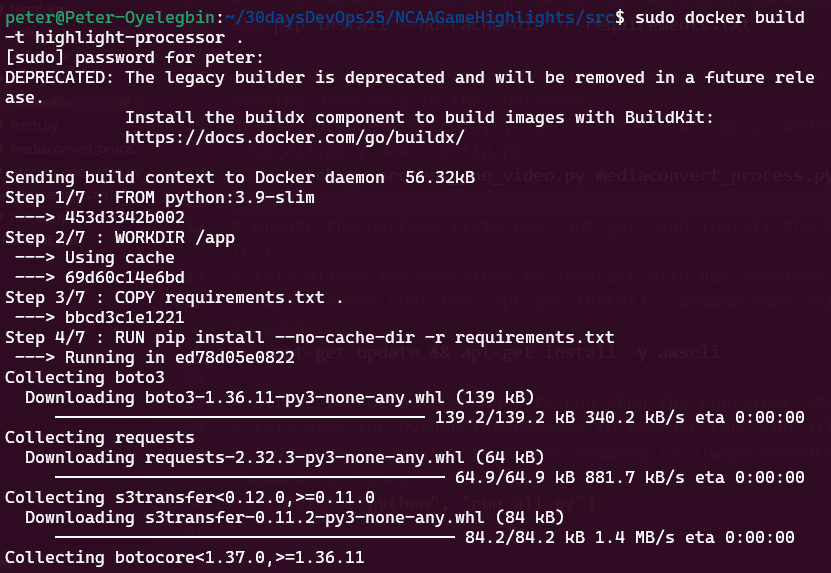 peter@Peter-Oyelegbin:~/30daysDevOps25/NCAAGameHighlights/src$ sudo docker build
-t highlight-processor .
[sudo] password for peter:
DEPRECATED: The legacy builder is deprecated and will be removed in a future rele
ase.
Install the buildx component to build images with BuildKit:
https://docs.docker.com/go/buildx/
Sending build context to Docker daemon  56.32kB
Step 1/7 : FROM python:3.9-slim
---> 453d3342b002
Step 2/7 : WORKDIR /app
---> Using cache
---> 69d60c14e6bd
Step 3/7 : COPY requirements.txt .
---> bbcd3c1e1221
Step 4/7 : RUN pip install --no-cache-dir -r requirements.txt
---> Running in ed78d05e0822
Collecting boto3
Downloading boto3-1.36.11-py3-none-any.whl (139 kB)
139.2/139.2 kB 340.2 kB/s eta 0:00:00
Collecting requests
Downloading requests-2.32.3-py3-none-any.whl (64 kB)
64.9/64.9 kB 881.7 kB/s eta 0:00:00
Collecting s3transfer<0.12.0,>=0.11.0
Downloading s3transfer-0.11.2-py3-none-any.whl (84 kB)
84.2/84.2 kB 1.4 MB/s eta 0:00:00
Collecting botocore<1.37.0,>=1.36.11